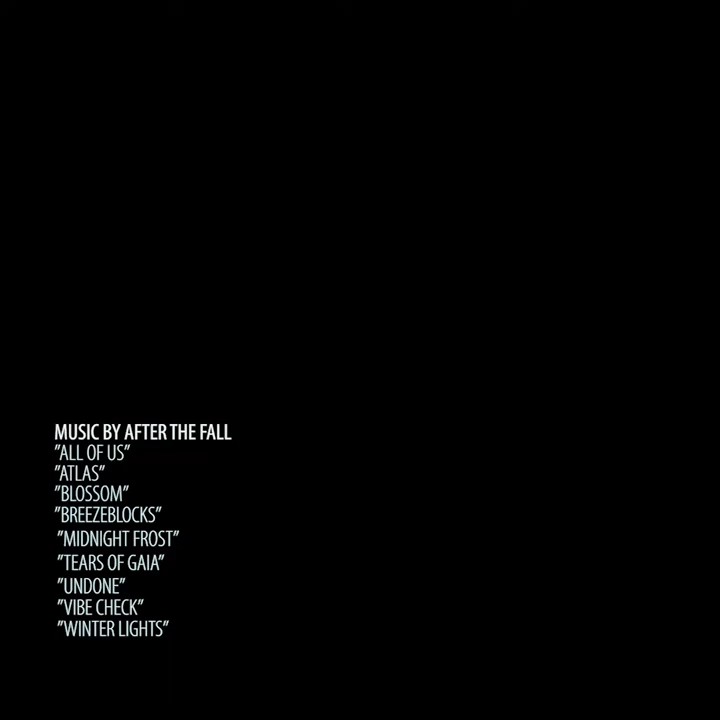 MUSIC BY AFTER THE FALL
"ALL OF US"
"ATLAS"
"BLOSSOM"
"BREEZEBLOCKS"
"MIDNIGHT FROST"
"TEARS OF GAIA"
"UNDONE"
"VIBE CHECK"
"WINTER LIGHTS"